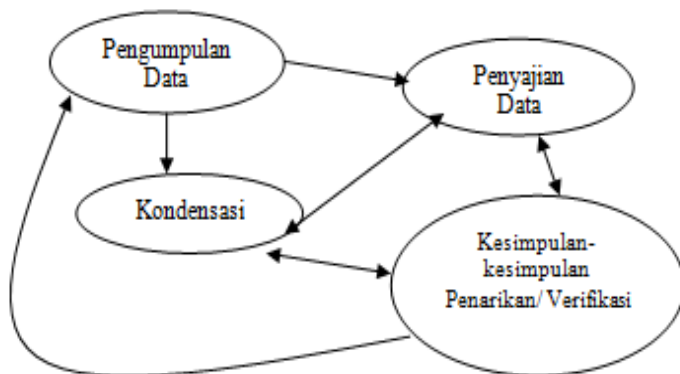 Pengumpulan
Data
Penyajian
Data
Kondensasi
Kesimpulan-
kesimpulan
Penarikan/ Verifikasi